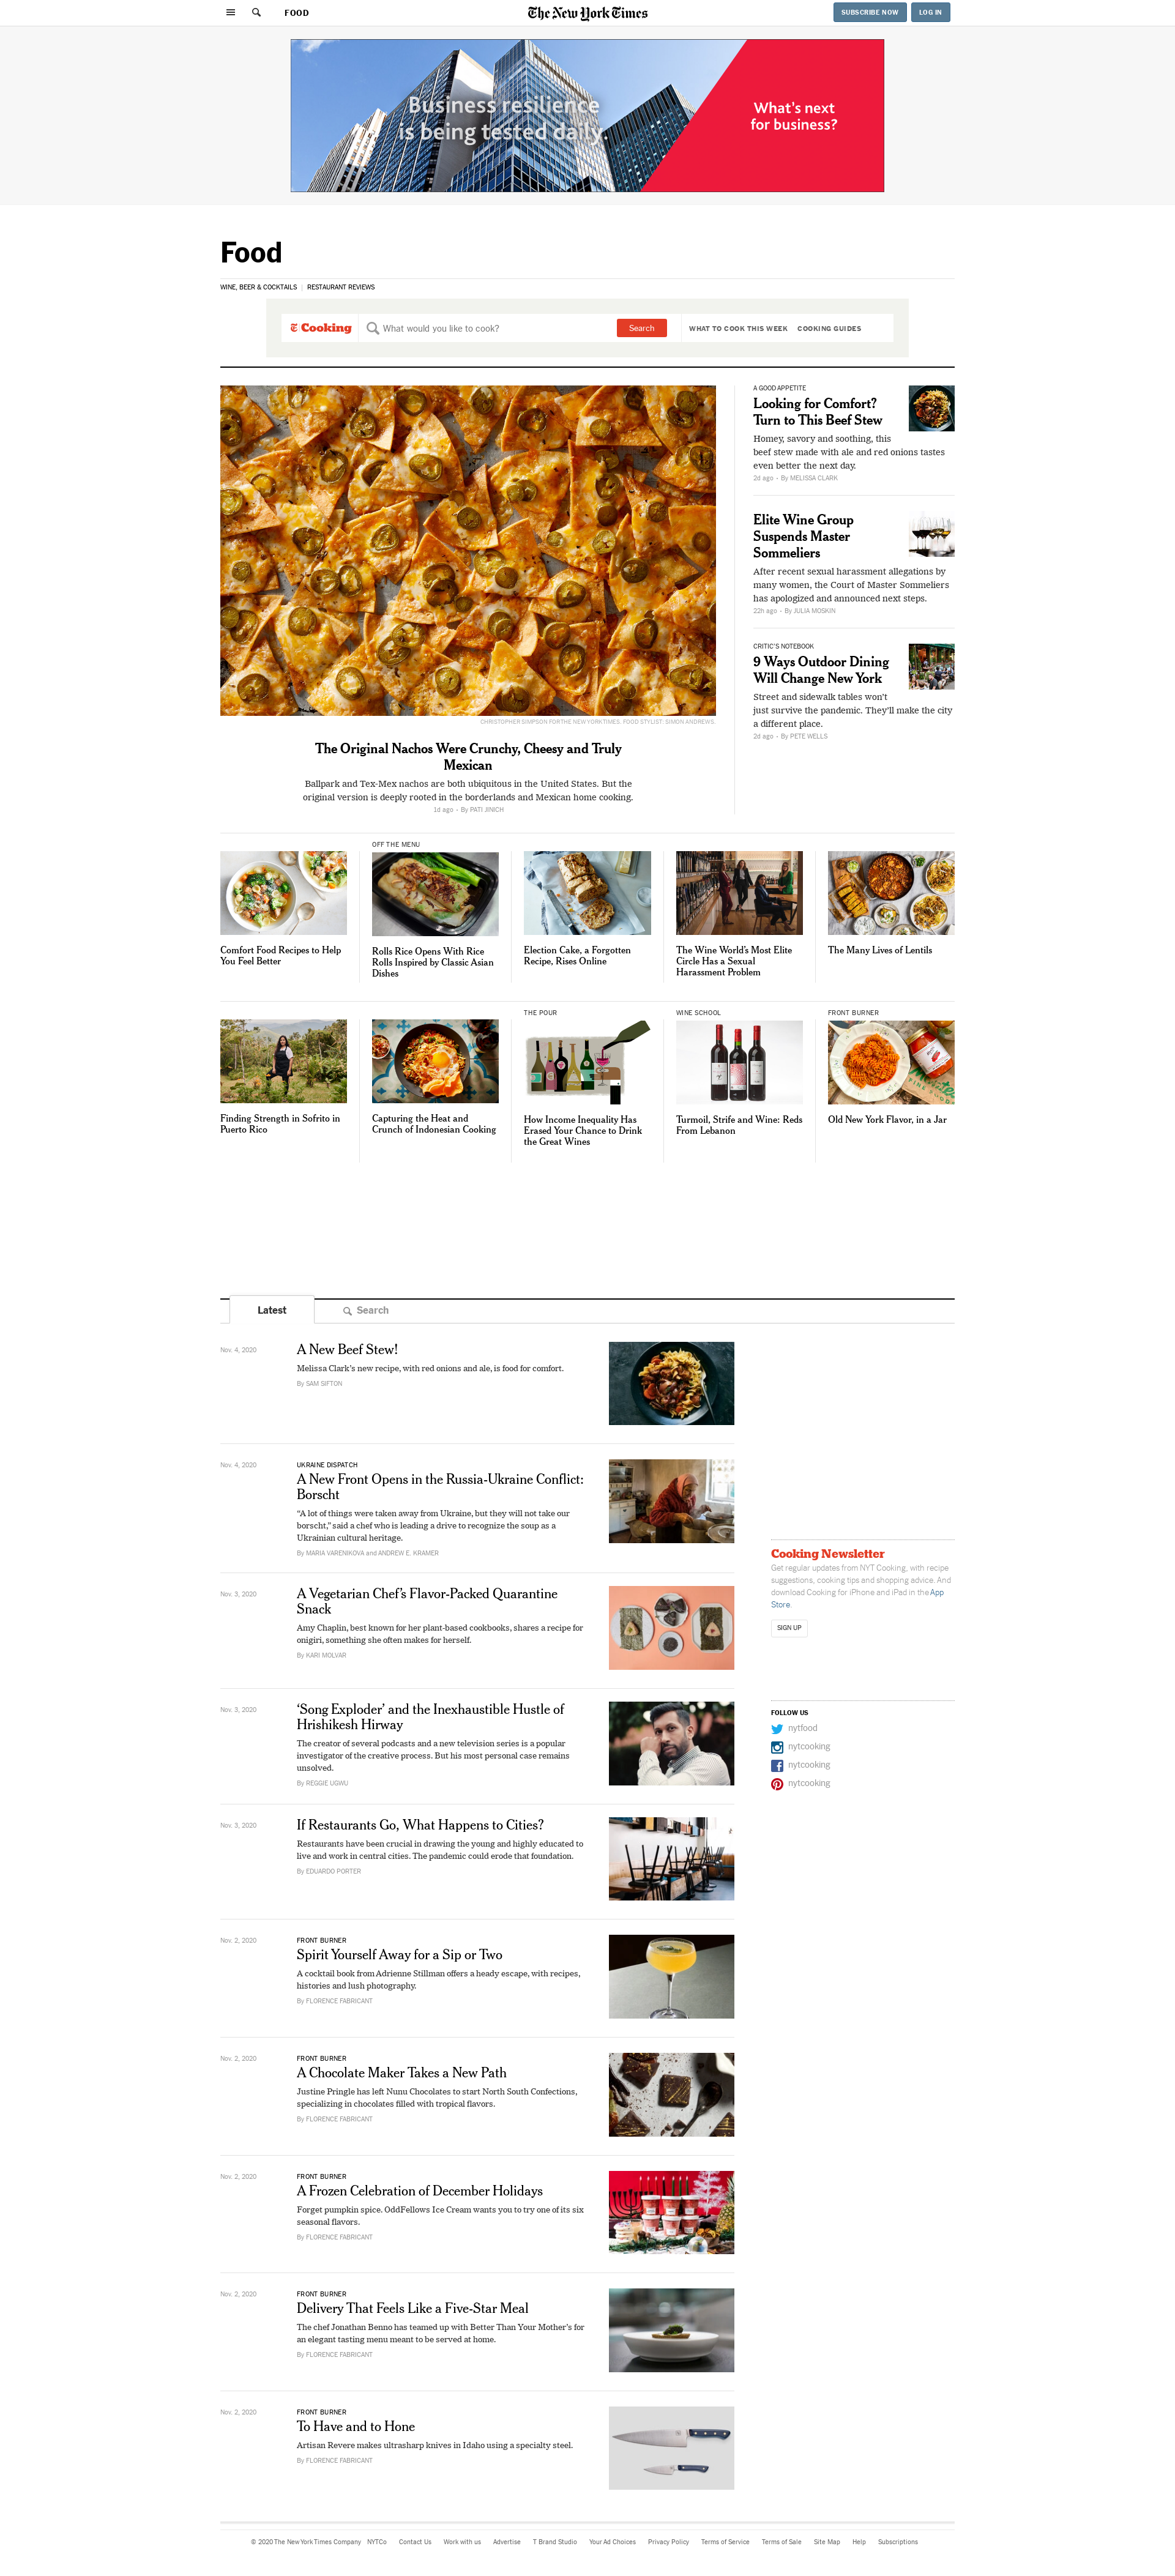 FOOD
The New York Times
SUBSCRIBE NOW
LOG IN
Business resilience
is being tested daily.
What's next
for business?
Food
WINE, BEER & COCKTAILS
RESTAURANT REVIEWS
Cooking
What would you like to cook?
Search
WHAT TO COOK THIS WEEK
COOKING GUIDES
CHRISTOPHER SIMPSON FOR THE NEW YORK TIMES. FOOD STYLIST: SIMON ANDREWS.
The Original Nachos Were Crunchy, Cheesy and Truly
Mexican
Ballpark and Tex-Mex nachos are both ubiquitous in the United States. But the
original version is deeply rooted in the borderlands and Mexican home cooking.
1d ago - By PATI JINICH
A GOOD APPETITE
Looking for Comfort?
Turn to This Beef Stew
Homey, savory and soothing, this
beef stew made with ale and red onions tastes
even better the next day.
2d ago - By MELISSA CLARK
Elite Wine Group
Suspends Master
Sommeliers
After recent sexual harassment allegations by
many women, the Court of Master Sommeliers
has apologized and announced next steps.
22h ago - By JULIA MOSKIN
CRITIC'S NOTEBOOK
9 Ways Outdoor Dining
Will Change New York
Street and sidewalk tables won't
just survive the pandemic. They'll make the city
a different place.
2d ago - By PETE WELLS
Comfort Food Recipes to Help
You Feel Better
OFF THE MENU
Rolls Rice Opens With Rice
Rolls Inspired by Classic Asian
Dishes
Election Cake, a Forgotten
Recipe, Rises Online
The Wine World's Most Elite
Circle Has a Sexual
Harassment Problem
The Many Lives of Lentils
Finding Strength in Sofrito in
Puerto Rico
Capturing the Heat and
Crunch of Indonesian Cooking
THE POUR
How Income Inequality Has
Erased Your Chance to Drink
the Great Wines
WINE SCHOOL
Turmoil, Strife and Wine: Reds
From Lebanon
FRONT BURNER
Old New York Flavor, in a Jar
Latest
Search
Nov. 4, 2020
A New Beef Stew!
Melissa Clark's new recipe, with red onions and ale, is food for comfort.
By SAM SIFTON
Nov. 4, 2020
UKRAINE DISPATCH
A New Front Opens in the Russia-Ukraine Conflict:
Borscht
“A lot of things were taken away from Ukraine, but they will not take our
borscht,” said a chef who is leading a drive to recognize the soup as a
Ukrainian cultural heritage.
By MARIA VARENIKOVA and ANDREW E. KRAMER
Nov. 3, 2020
A Vegetarian Chef's Flavor-Packed Quarantine
Snack
Amy Chaplin, best known for her plant-based cookbooks, shares a recipe for
onigiri, something she often makes for herself.
By KARI MOLVAR
Nov. 3, 2020
‘Song Exploder’ and the Inexhaustible Hustle of
Hrishikesh Hirway
The creator of several podcasts and a new television series is a popular
investigator of the creative process. But his most personal case remains
unsolved.
By REGGIE UGWU
Nov. 3, 2020
If Restaurants Go, What Happens to Cities?
Restaurants have been crucial in drawing the young and highly educated to
live and work in central cities. The pandemic could erode that foundation.
By EDUARDO PORTER
Nov. 2, 2020
FRONT BURNER
Spirit Yourself Away for a Sip or Two
A cocktail book from Adrienne Stillman offers a heady escape, with recipes,
histories and lush photography.
By FLORENCE FABRICANT
Nov. 2, 2020
FRONT BURNER
A Chocolate Maker Takes a New Path
Justine Pringle has left Nunu Chocolates to start North South Confections,
specializing in chocolates filled with tropical flavors.
By FLORENCE FABRICANT
Nov. 2, 2020
FRONT BURNER
A Frozen Celebration of December Holidays
Forget pumpkin spice. OddFellows Ice Cream wants you to try one of its six
seasonal flavors.
By FLORENCE FABRICANT
Nov. 2, 2020
FRONT BURNER
Delivery That Feels Like a Five-Star Meal
The chef Jonathan Benno has teamed up with Better Than Your Mother's for
an elegant tasting menu meant to be served at home.
By FLORENCE FABRICANT
Nov. 2, 2020
FRONT BURNER
To Have and to Hone
Artisan Revere makes ultrasharp knives in Idaho using a specialty steel.
By FLORENCE FABRICANT
Cooking Newsletter
Get regular updates from NYT Cooking, with recipe
suggestions, cooking tips and shopping advice. And
download Cooking for iPhone and iPad in the App
Store.
SIGN UP
FOLLOW US
nytfood
nytcooking
nytcooking
nytcooking
© 2020 The New York Times Company
NYTCo
Contact Us
Work with us
Advertise
T Brand Studio
Your Ad Choices
Privacy Policy
Terms of Service
Terms of Sale
Site Map
Help
Subscriptions